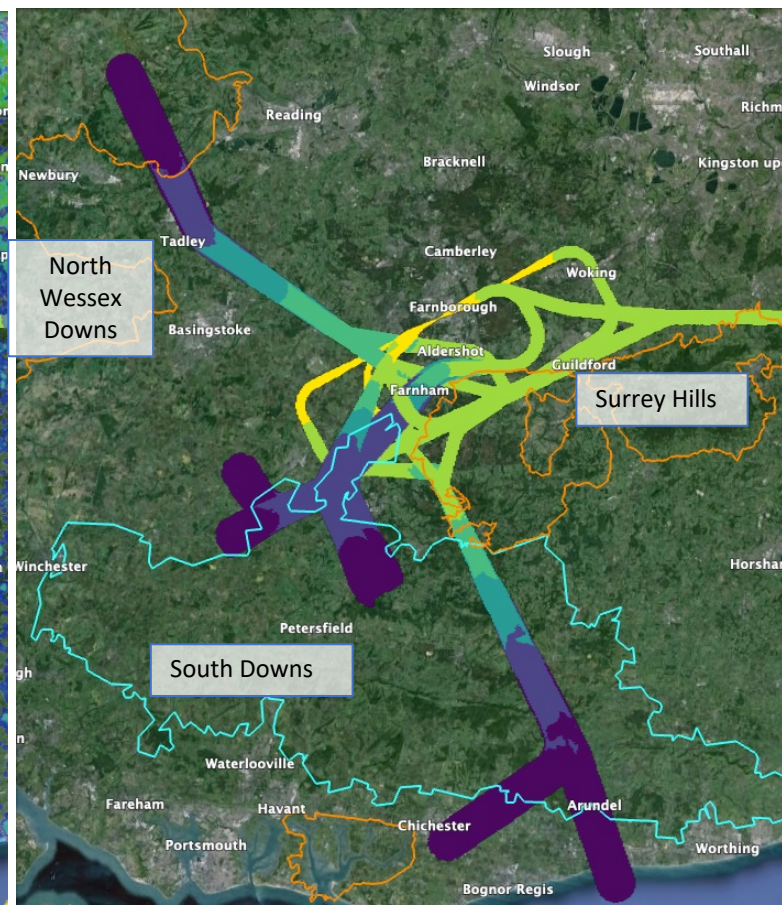 Slough
Southall
Windsor
Richm
Reading
Bracknell
Kingston up
Newbury
Tadley
North
Wessex
Downs
Camberley
Woking
Farnborough
Basingstoke
Aldershot
Guildford
Farnham
Surrey Hills
Winchester
Horsha
Petersfield
South Downs
Waterlooville
Fareham
Havant
Arundel
Chichester
Portsmouth
Worthing
Bognor Regis